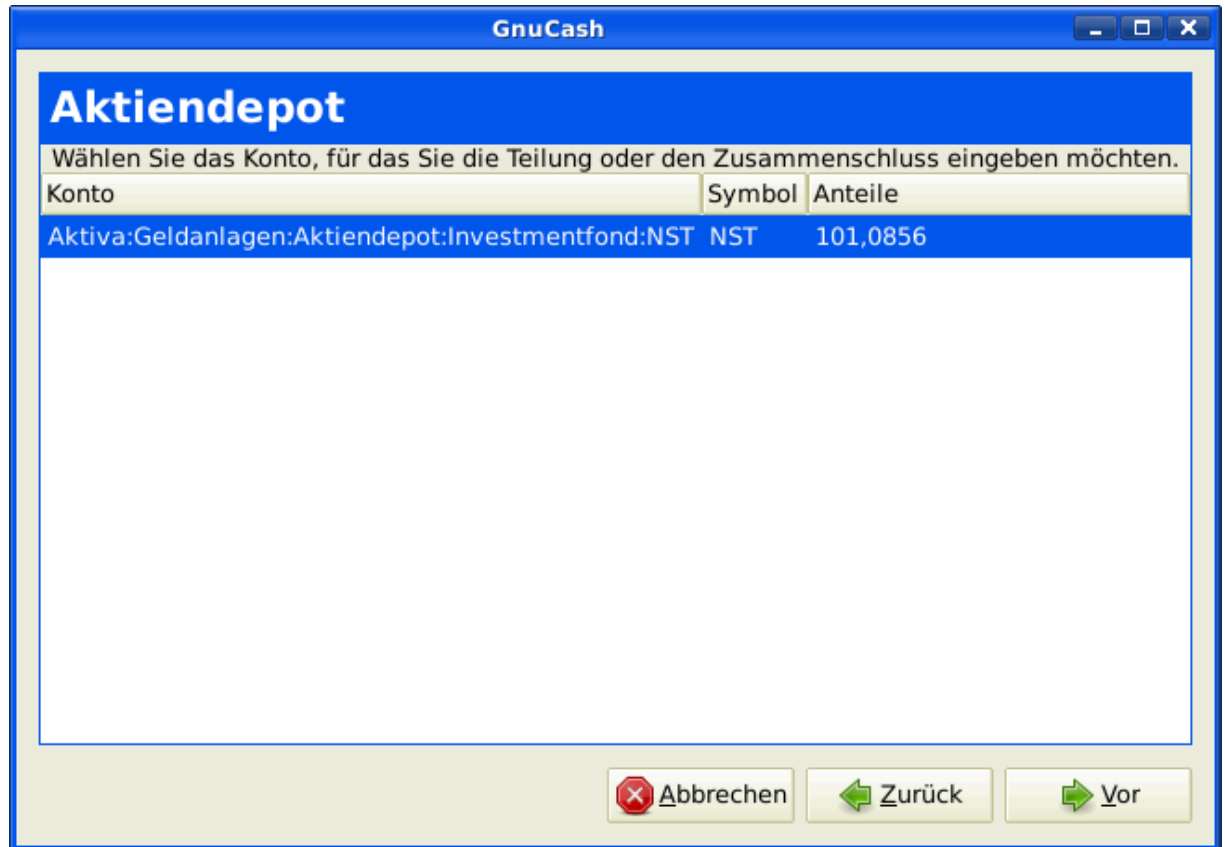 GnuCash
Aktiendepot
Wählen Sie das Konto, für das Sie die Teilung oder den Zusammenschluss eingeben möchten.
Konto Symbol Anteile
Aktiva:Geldanlagen:Aktiendepot:Investmentfond:NST NST 101,0856
Abbrechen Zurück Vor